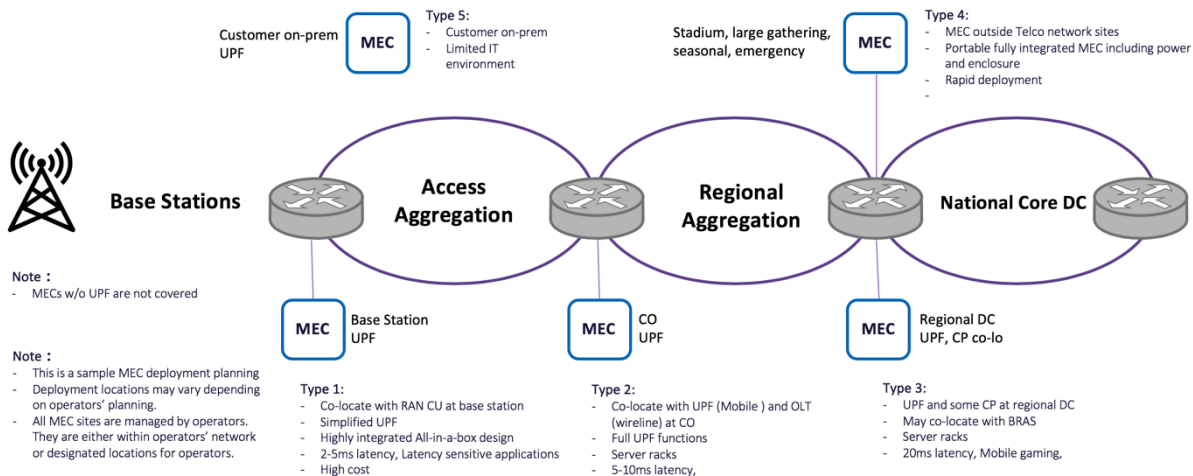 Customer on-prem
UPF
MEC
Type 5:
- Customer on-prem
- Limited IT
environment
Stadium, large gathering,
seasonal, emergency
MEC
Type 4:
- MEC outside Telco network sites
- Portable fully integrated MEC including power
and enclosure
- Rapid deployment
-
Base Stations
Access
Aggregation
Regional
Aggregation
National Core DC
Note :
- MECs w/o UPF are not covered
MEC
Base Station
UPF
MEC
CO
UPF
MEC
Regional DC
UPF, CP co-lo
Note :
- This is a sample MEC deployment planning
- Deployment locations may vary depending
on operators' planning.
- All MEC sites are managed by operators.
They are either within operators' network
or designated locations for operators.
Type 1:
- Co-locate with RAN CU at base station
- Simplified UPF
- Highly integrated All-in-a-box design
- 2-5ms latency, Latency sensitive applications
- High cost
Type 2:
- Co-locate with UPF (Mobile ) and OLT
(wireline) at CO
- Full UPF functions
- Server racks
- 5-10ms latency,
Type 3:
- UPF and some CP at regional DC
- May co-locate with BRAS
- Server racks
- 20ms latency, Mobile gaming,